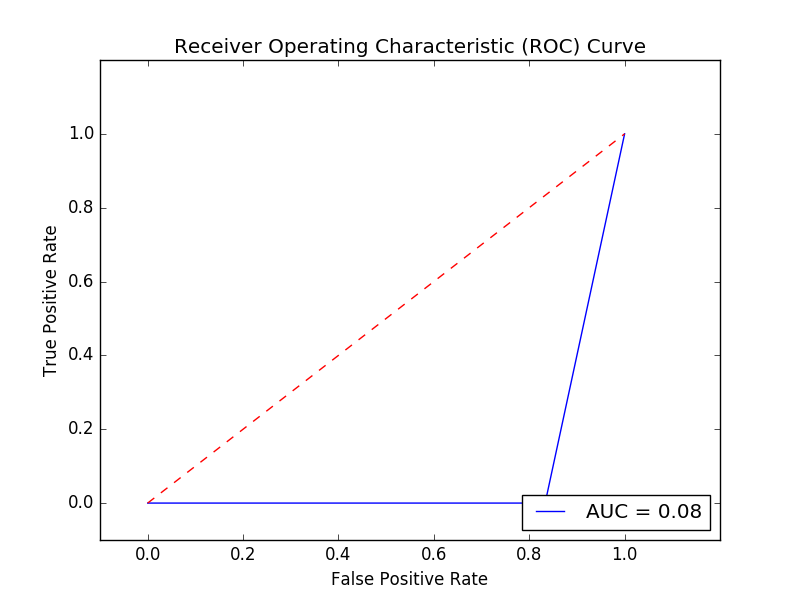 Receiver Operating Characteristic (ROC) Curve
True Positive Rate
1.0
0.8
0.6
0.4
0.2
0.0
AUC = 0.08
0.0 0.2 0.4 0.6 0.8 1.0
False Positive Rate